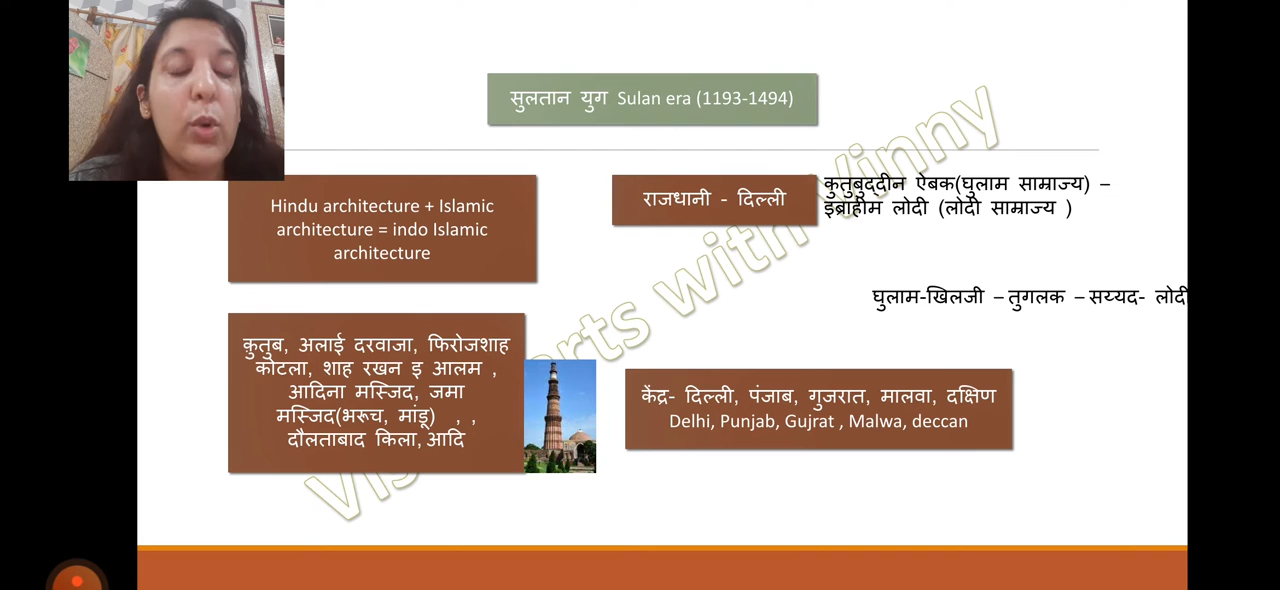 सुलतान युग Sulan era (1193-1494)
Hindu architecture + Islamic
architecture = indo Islamic
architecture
राजधानी - दिल्ली
कुतुबुद्दीन ऐबक(घुलाम साम्राज्य) –
इब्राहीम लोदी (लोदी साम्राज्य )
घुलाम-खिलजी – तुगलक – सय्यद- लोदी
क़ुतुब, अलाई दरवाजा, फिरोजशाह
कोटला, शाह रखन इ आलम ,
आदिना मस्जिद, जमा
मस्जिद(भरूच, मांडू) , ,
दौलताबाद किला, आदि
केंद्र- दिल्ली, पंजाब, गुजरात, मालवा, दक्षिण
Delhi, Punjab, Gujrat , Malwa, deccan
with Vinny